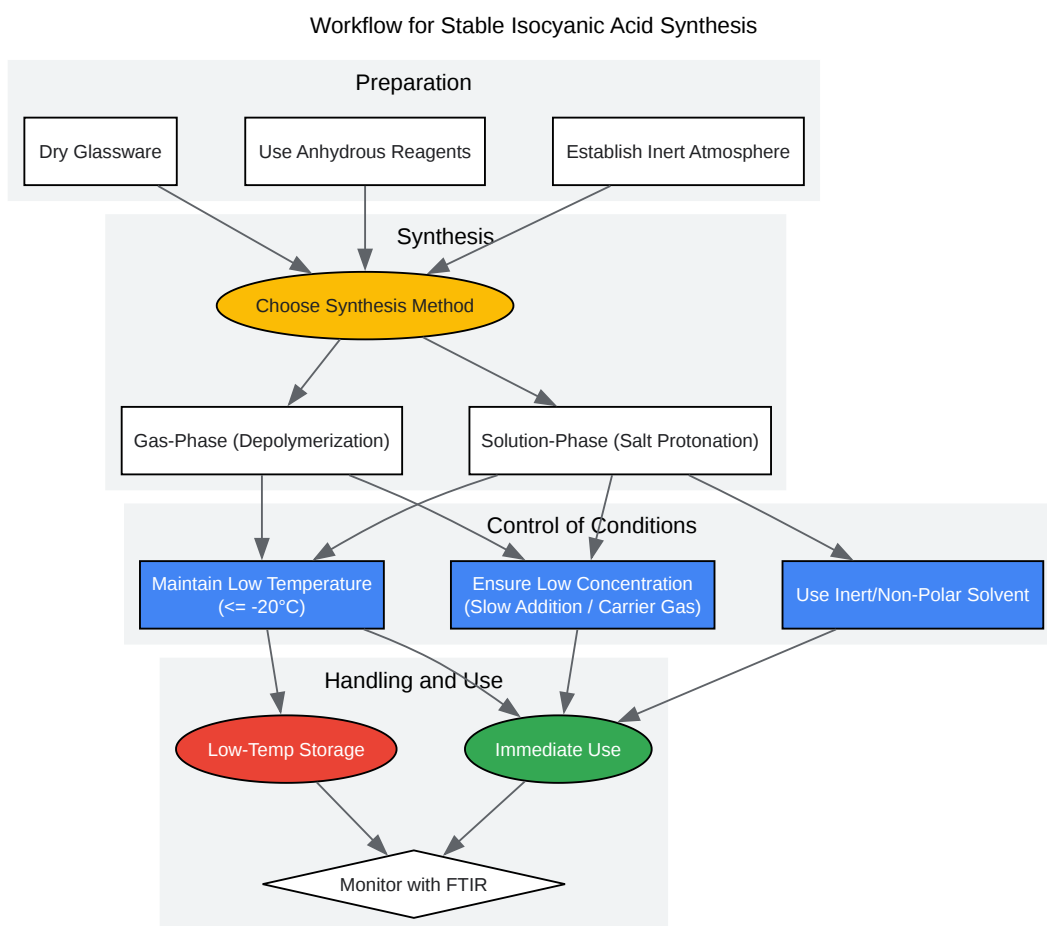 Workflow for Stable Isocyanic Acid Synthesis
Preparation
Dry Glassware
Use Anhydrous Reagents
Establish Inert Atmosphere
Synthesis
Choose Synthesis Method
Gas-Phase (Depolymerization)
Solution-Phase (Salt Protonation)
Control of Conditions
Maintain Low Temperature
(<= -20°C)
Ensure Low Concentration
(Slow Addition / Carrier Gas)
Use Inert/Non-Polar Solvent
Handling and Use
Low-Temp Storage
Immediate Use
Monitor with FTIR